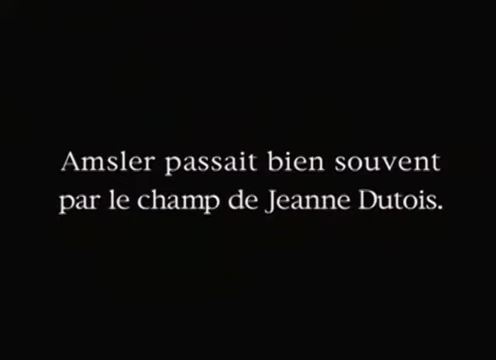 Amsler passait bien souvent
par le champ de Jeanne Dutois.